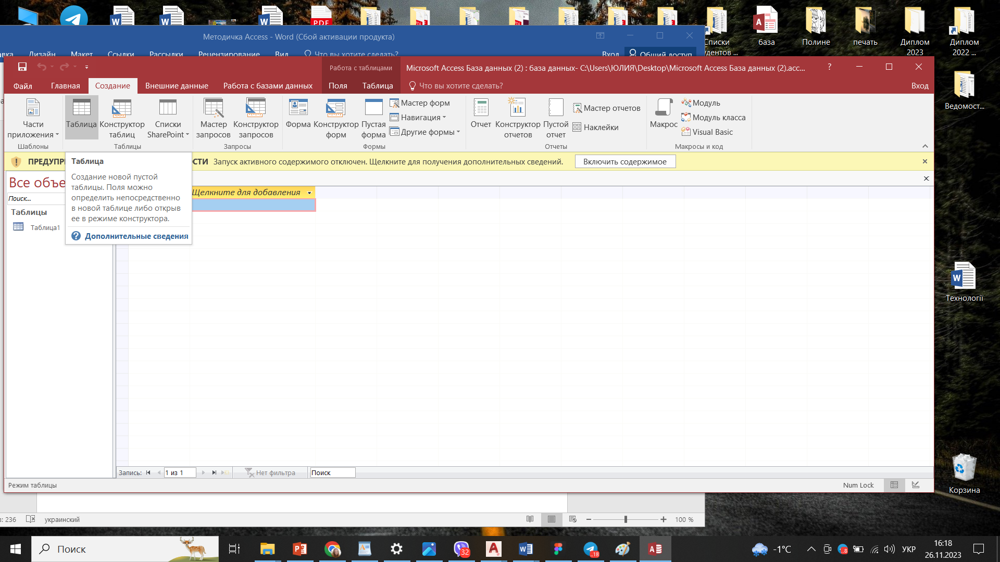 Методичка Access - Word (Сбой активации продукта)
Дизайн Макет Ссылки Рассылки Рецензирование Вид Что вы хотите сделать? Вход Общий доступ
Списки
база
Полине
печать
Диплом
2023
Диплом
2022 ...
Работа с таблицами
Microsoft Access База данных (2) : база данных- C:\Users\ЮЛИЯ\Desktop\Microsoft Access База данных (2).acc...
?
Файл Главная Создание Внешние данные Работа с базами данных Поля Таблица Что вы хотите сделать? Вход
Части
приложения
Таблица
Конструктор
таблиц
Списки
SharePoint
Мастер
запросов
Конструктор
запросов
Форма
Конструктор
форм
Пустая
форма
Мастер форм
Навигация
Другие формы
Отчет
Конструктор
отчетов
Пустой
отчет
Мастер отчетов
Наклейки
Макрос
Модуль
Модуль класса
Visual Basic
Шаблоны Таблицы Запросы Формы Отчеты Макросы и код
Запуск активного содержимого отключен. Щелкните для получения дополнительных сведений. Включить содержимое
Таблица
Создание новой пустой
таблицы. Поля можно
определить непосредственно
в новой таблице либо открыв
ее в режиме конструктора.
Дополнительные сведения
Все объе
Поиск...
Таблицы
Таблица1
Щелкните для добавления
Запись: 1 из 1 Нет фильтра Поиск
Режим таблицы Num Lock
236 украинский 100 %
Ведомост...
Технології
Корзина
Поиск
32
..18
..8
-1°C
УКР
16:18
26.11.2023